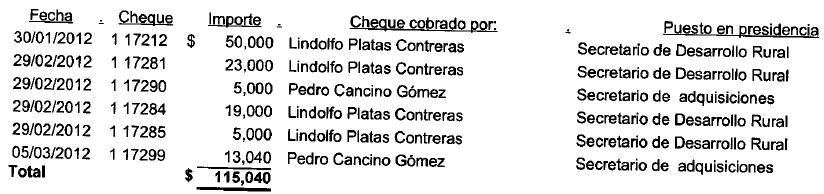 Fecha . Cheque Importe . Cheque cobrado por: . Puesto en presidencia
30/01/2012 1 17212 $ 50,000 Lindolfo Platas Contreras Secretario de Desarrollo Rural
29/02/2012 1 17281 23,000 Lindolfo Platas Contreras Secretario de Desarrollo Rural
29/02/2012 1 17290 5,000 Pedro Cancino Gómez Secretario de adquisiciones
29/02/2012 1 17284 19,000 Lindolfo Platas Contreras Secretario de Desarrollo Rural
29/02/2012 1 17285 5,000 Lindolfo Platas Contreras Secretario de Desarrollo Rural
05/03/2012 1 17299 13,040 Pedro Cancino Gómez Secretario de adquisiciones
Total $ 115,040